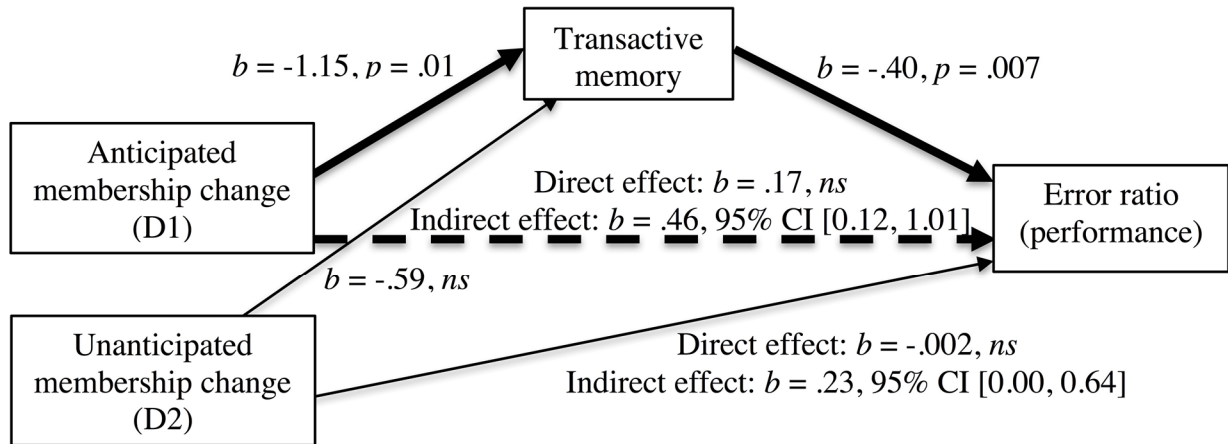 Transactive
memory
b = -1.15, p = .01
b = -.40, p = .007
Anticipated
membership change
(D1)
Direct effect: b = .17, ns
Indirect effect: b = .46, 95% CI [0.12, 1.01]
Error ratio
(performance)
b = -.59, ns
Unanticipated
membership change
(D2)
Direct effect: b = -.002, ns
Indirect effect: b = .23, 95% CI [0.00, 0.64]